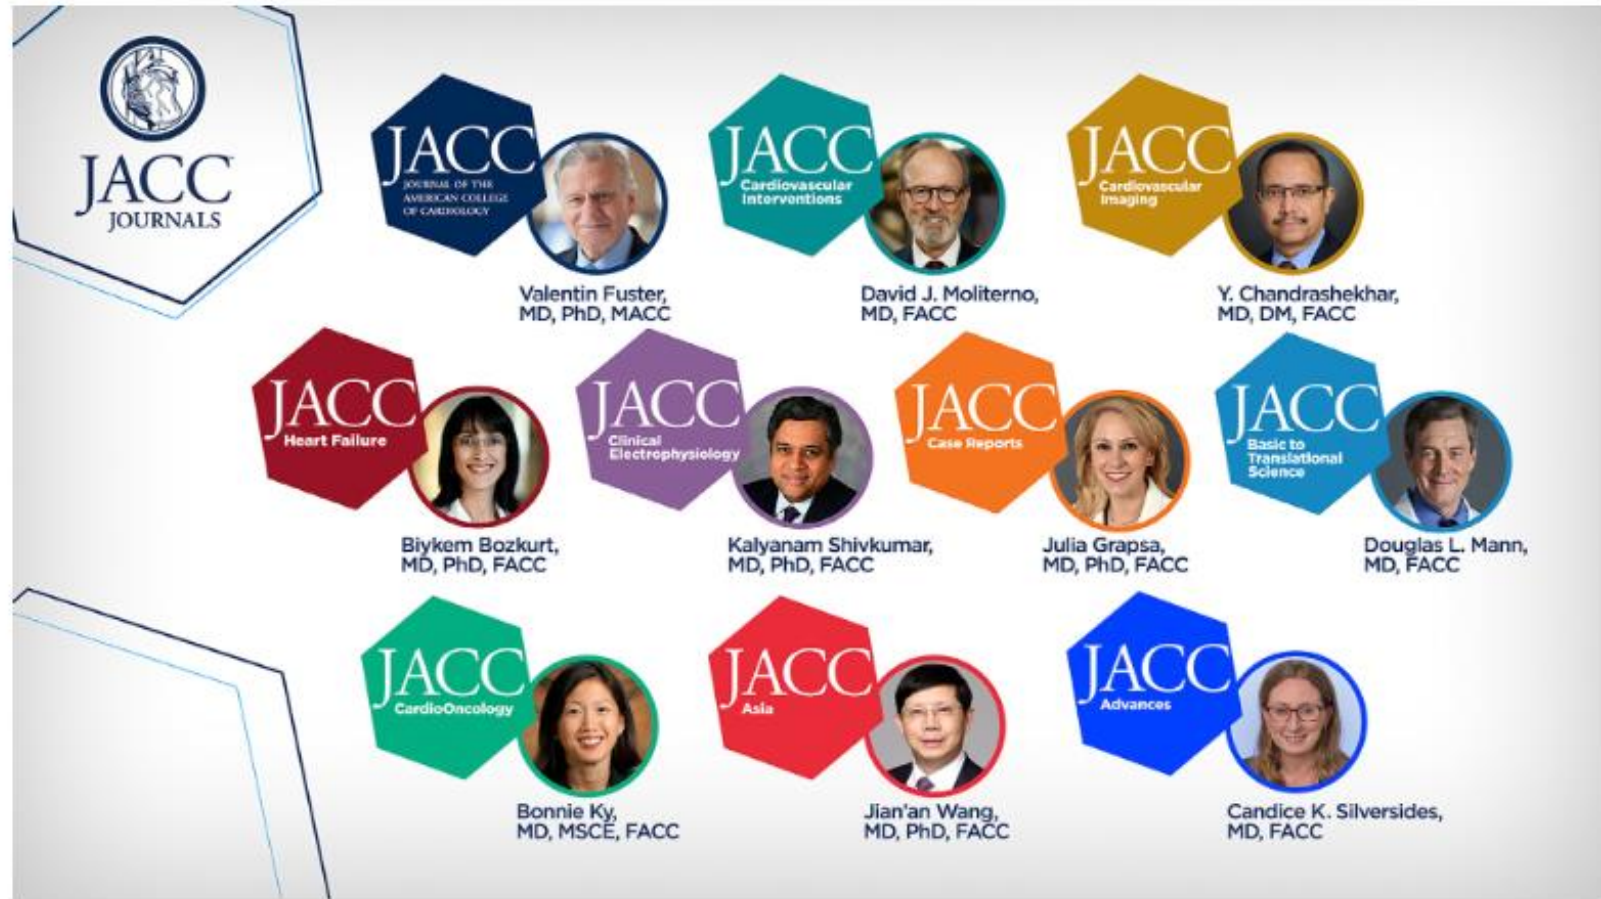 JACC
JOURNALS
JACC
JOURNAL OF THE
AMERICAN COLLEGE
OF CARDIOLOGY
Valentin Fuster,
MD, PhD, MACC
JACC
Cardiovascular
Interventions
David J. Moliterno,
MD, FACC
JACC
Cardiovascular
Imaging
Y. Chandrashekhar,
MD, DM, FACC
JACC
Heart Failure
Biykem Bozkurt,
MD, PhD, FACC
JACC
Clinical
Electrophysiology
Kalyanam Shivkumar,
MD, PhD, FACC
JACC
Case Reports
Julia Grapsa,
MD, PhD, FACC
JACC
Basic to
Translational
Science
Douglas L. Mann,
MD, FACC
JACC
CardioOncology
Bonnie Ky,
MD, MSCE, FACC
JACC
Asia
Jian'an Wang,
MD, PhD, FACC
JACC
Advances
Candice K. Silversides,
MD, FACC